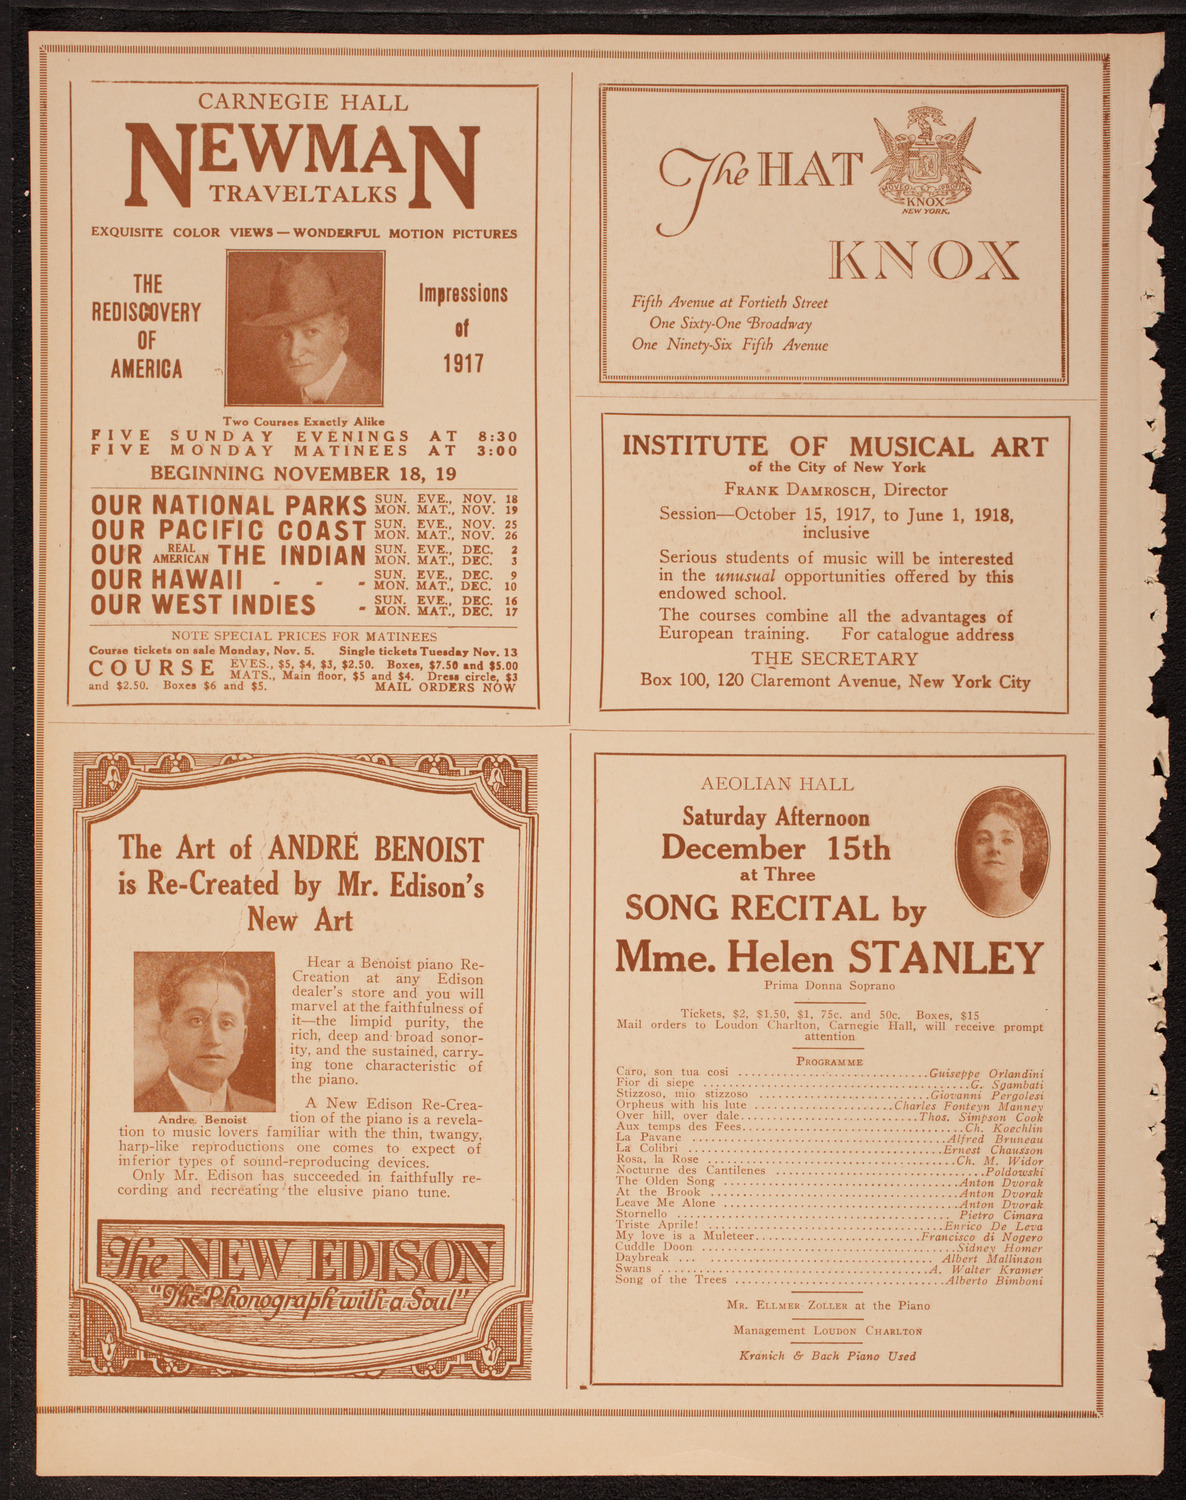 CARNEGIE HALL
NEWMAN
TRAVELTALKS
EXQUISITE COLOR VIEWS — WONDERFUL MOTION PICTURES
THE
REDISCOVERY
OF
AMERICA
Impressions
of
1917
Two Courses Exactly Alike
FIVE SUNDAY EVENINGS AT 8:30
FIVE MONDAY MATINEES AT 3:00
BEGINNING NOVEMBER 18, 19
OUR NATIONAL PARKS SUN. EVE., NOV. 18
MON. MAT., NOV. 19
OUR PACIFIC COAST SUN. EVE., NOV. 25
MON. MAT., NOV. 26
OUR REAL AMERICAN THE INDIAN SUN. EVE., DEC. 2
MON. MAT., DEC. 3
OUR HAWAII - - - SUN. EVE., DEC. 9
MON. MAT., DEC. 10
OUR WEST INDIES - SUN. EVE., DEC. 16
MON. MAT., DEC. 17
NOTE SPECIAL PRICES FOR MATINEES
Course tickets on sale Monday, Nov. 5. Single tickets Tuesday Nov. 13
COURSE EVES., $5, $4, $3, $2.50. Boxes, $7.50 and $5.00
MATS., Main floor, $5 and $4. Dress circle, $3
and $2.50. Boxes $6 and $5. MAIL ORDERS NOW
The HAT
KNOX
NEW YORK.
KNOX
Fifth Avenue at Fortieth Street
One Sixty-One Broadway
One Ninety-Six Fifth Avenue
INSTITUTE OF MUSICAL ART
of the City of New York
FRANK DAMROSCH, Director
Session—October 15, 1917, to June 1, 1918,
inclusive
Serious students of music will be interested
in the unusual opportunities offered by this
endowed school.
The courses combine all the advantages of
European training. For catalogue address
THE SECRETARY
Box 100, 120 Claremont Avenue, New York City
The Art of ANDRÉ BENOIST
is Re-Created by Mr. Edison's
New Art
Hear a Benoist piano Re-
Creation at any Edison
dealer's store and you will
marvel at the faithfulness of
it—the limpid purity, the
rich, deep and broad sonor-
ity, and the sustained, carry-
ing tone characteristic of
the piano.
Andre Benoist
A New Edison Re-Crea-
tion of the piano is a revela-
tion to music lovers familiar with the thin, twangy,
harp-like reproductions one comes to expect of
inferior types of sound-reproducing devices.
Only Mr. Edison has succeeded in faithfully re-
cording and recreating the elusive piano tune.
The NEW EDISON
"The Phonograph with a Soul"
AEOLIAN HALL
Saturday Afternoon
December 15th
at Three
SONG RECITAL by
Mme. Helen STANLEY
Prima Donna Soprano
Tickets, $2, $1.50, $1, 75c. and 50c. Boxes, $15
Mail orders to Loudon Charlton, Carnegie Hall, will receive prompt
attention
PROGRAMME
Caro, son tua cosi ............ Guiseppe Orlandini
Fior di siepe ............ G. Sgambati
Stizzoso, mio stizzoso ............ Giovanni Pergolesi
Orpheus with his lute ............ Charles Fonteyn Manney
Over hill, over dale ............ Thos. Simpson Cook
Aux temps des Fees ............ Ch. Koechlin
La Pavane ............ Alfred Bruneau
La Colibri ............ Ernest Chausson
Rosa, la Rose ............ Ch. M. Widor
Nocturne des Cantilenes ............ Poldowski
The Olden Song ............ Anton Dvorak
At the Brook ............ Anton Dvorak
Leave Me Alone ............ Anton Dvorak
Stornello ............ Pietro Cimara
Triste Aprile! ............ Enrico De Leva
My love is a Muleteer ............ Francisco di Nogero
Cuddle Doon ............ Sidney Homer
Daybreak ............ Albert Mallinson
Swans ............ A. Walter Kramer
Song of the Trees ............ Alberto Bimboni
MR. ELLMER ZOLLER at the Piano
Management LOUDON CHARLTON
Kranich & Bach Piano Used